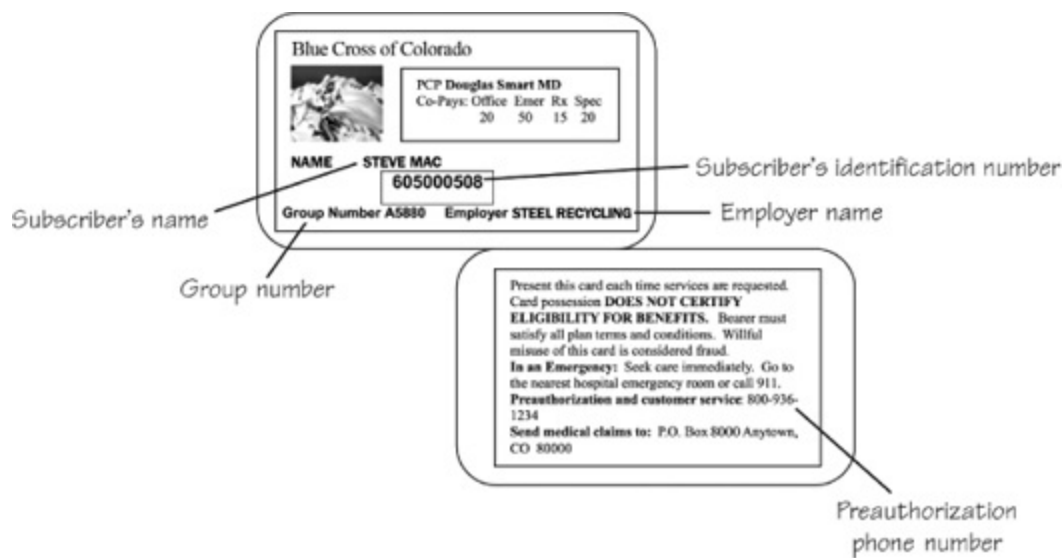 Blue Cross of Colorado
PCP Douglas Smart MD
Co-Pays: Office Emer Rx Spec
20 50 15 20
NAME STEVE MAC
605000508
Group Number A5880 Employer STEEL RECYCLING
Subscriber's identification number
Subscriber's name
Employer name
Group number
Present this card each time services are requested.
Card possession DOES NOT CERTIFY
ELIGIBILITY FOR BENEFITS. Bearer must
satisfy all plan terms and conditions. Willful
misuse of this card is considered fraud.
In an Emergency: Seek care immediately. Go to
the nearest hospital emergency room or call 911.
Preauthorization and customer service: 800-936-
1234
Send medical claims to: P.O. Box 8000 Anytown,
CO 80000
Preauthorization
phone number